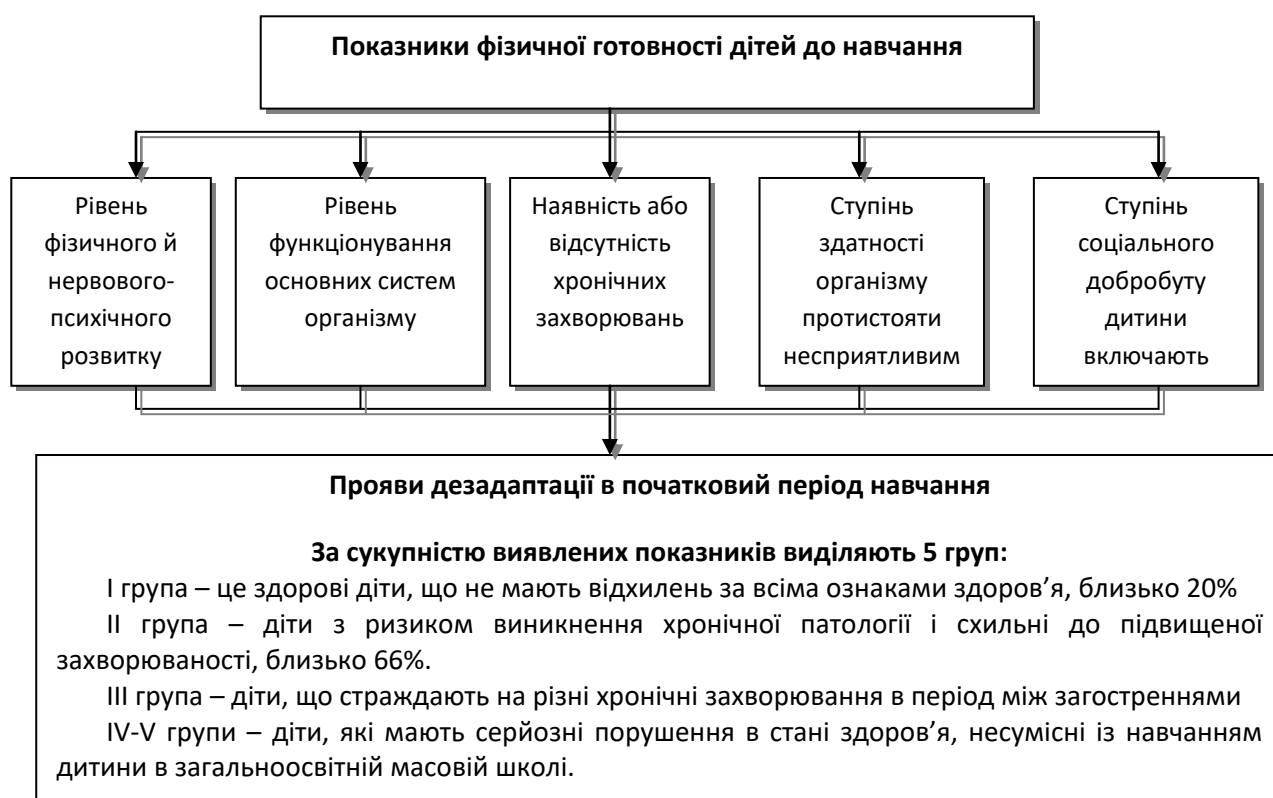 Показники фізичної готовності дітей до навчання
Рівень
фізичного й
нервового-
психічного
розвитку
Рівень
функціонування
основних систем
організму
Наявність або
відсутність
хронічних
захворювань
Ступінь
здатності
організму
протистояти
несприятливим
Ступінь
соціального
добробуту
дитини
включають
Прояви дезадаптації в початковий період навчання
За сукупністю виявлених показників виділяють 5 груп:
І група – це здорові діти, що не мають відхилень за всіма ознаками здоров’я, близько 20%
ІІ група – діти з ризиком виникнення хронічної патології і схильні до підвищеної
захворюваності, близько 66%.
ІІІ група – діти, що страждають на різні хронічні захворювання в період між загостреннями
IV-V групи – діти, які мають серйозні порушення в стані здоров’я, несумісні із навчанням
дитини в загальноосвітній масовій школі.